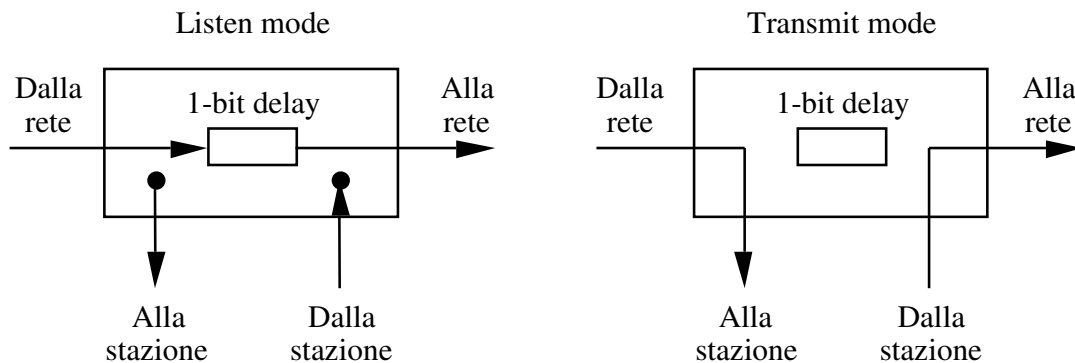 Listen mode
Transmit mode
Dalla
rete
1-bit delay
Alla
rete
Dalla
rete
1-bit delay
Alla
rete
Alla
stazione
Dalla
stazione
Alla
stazione
Dalla
stazione